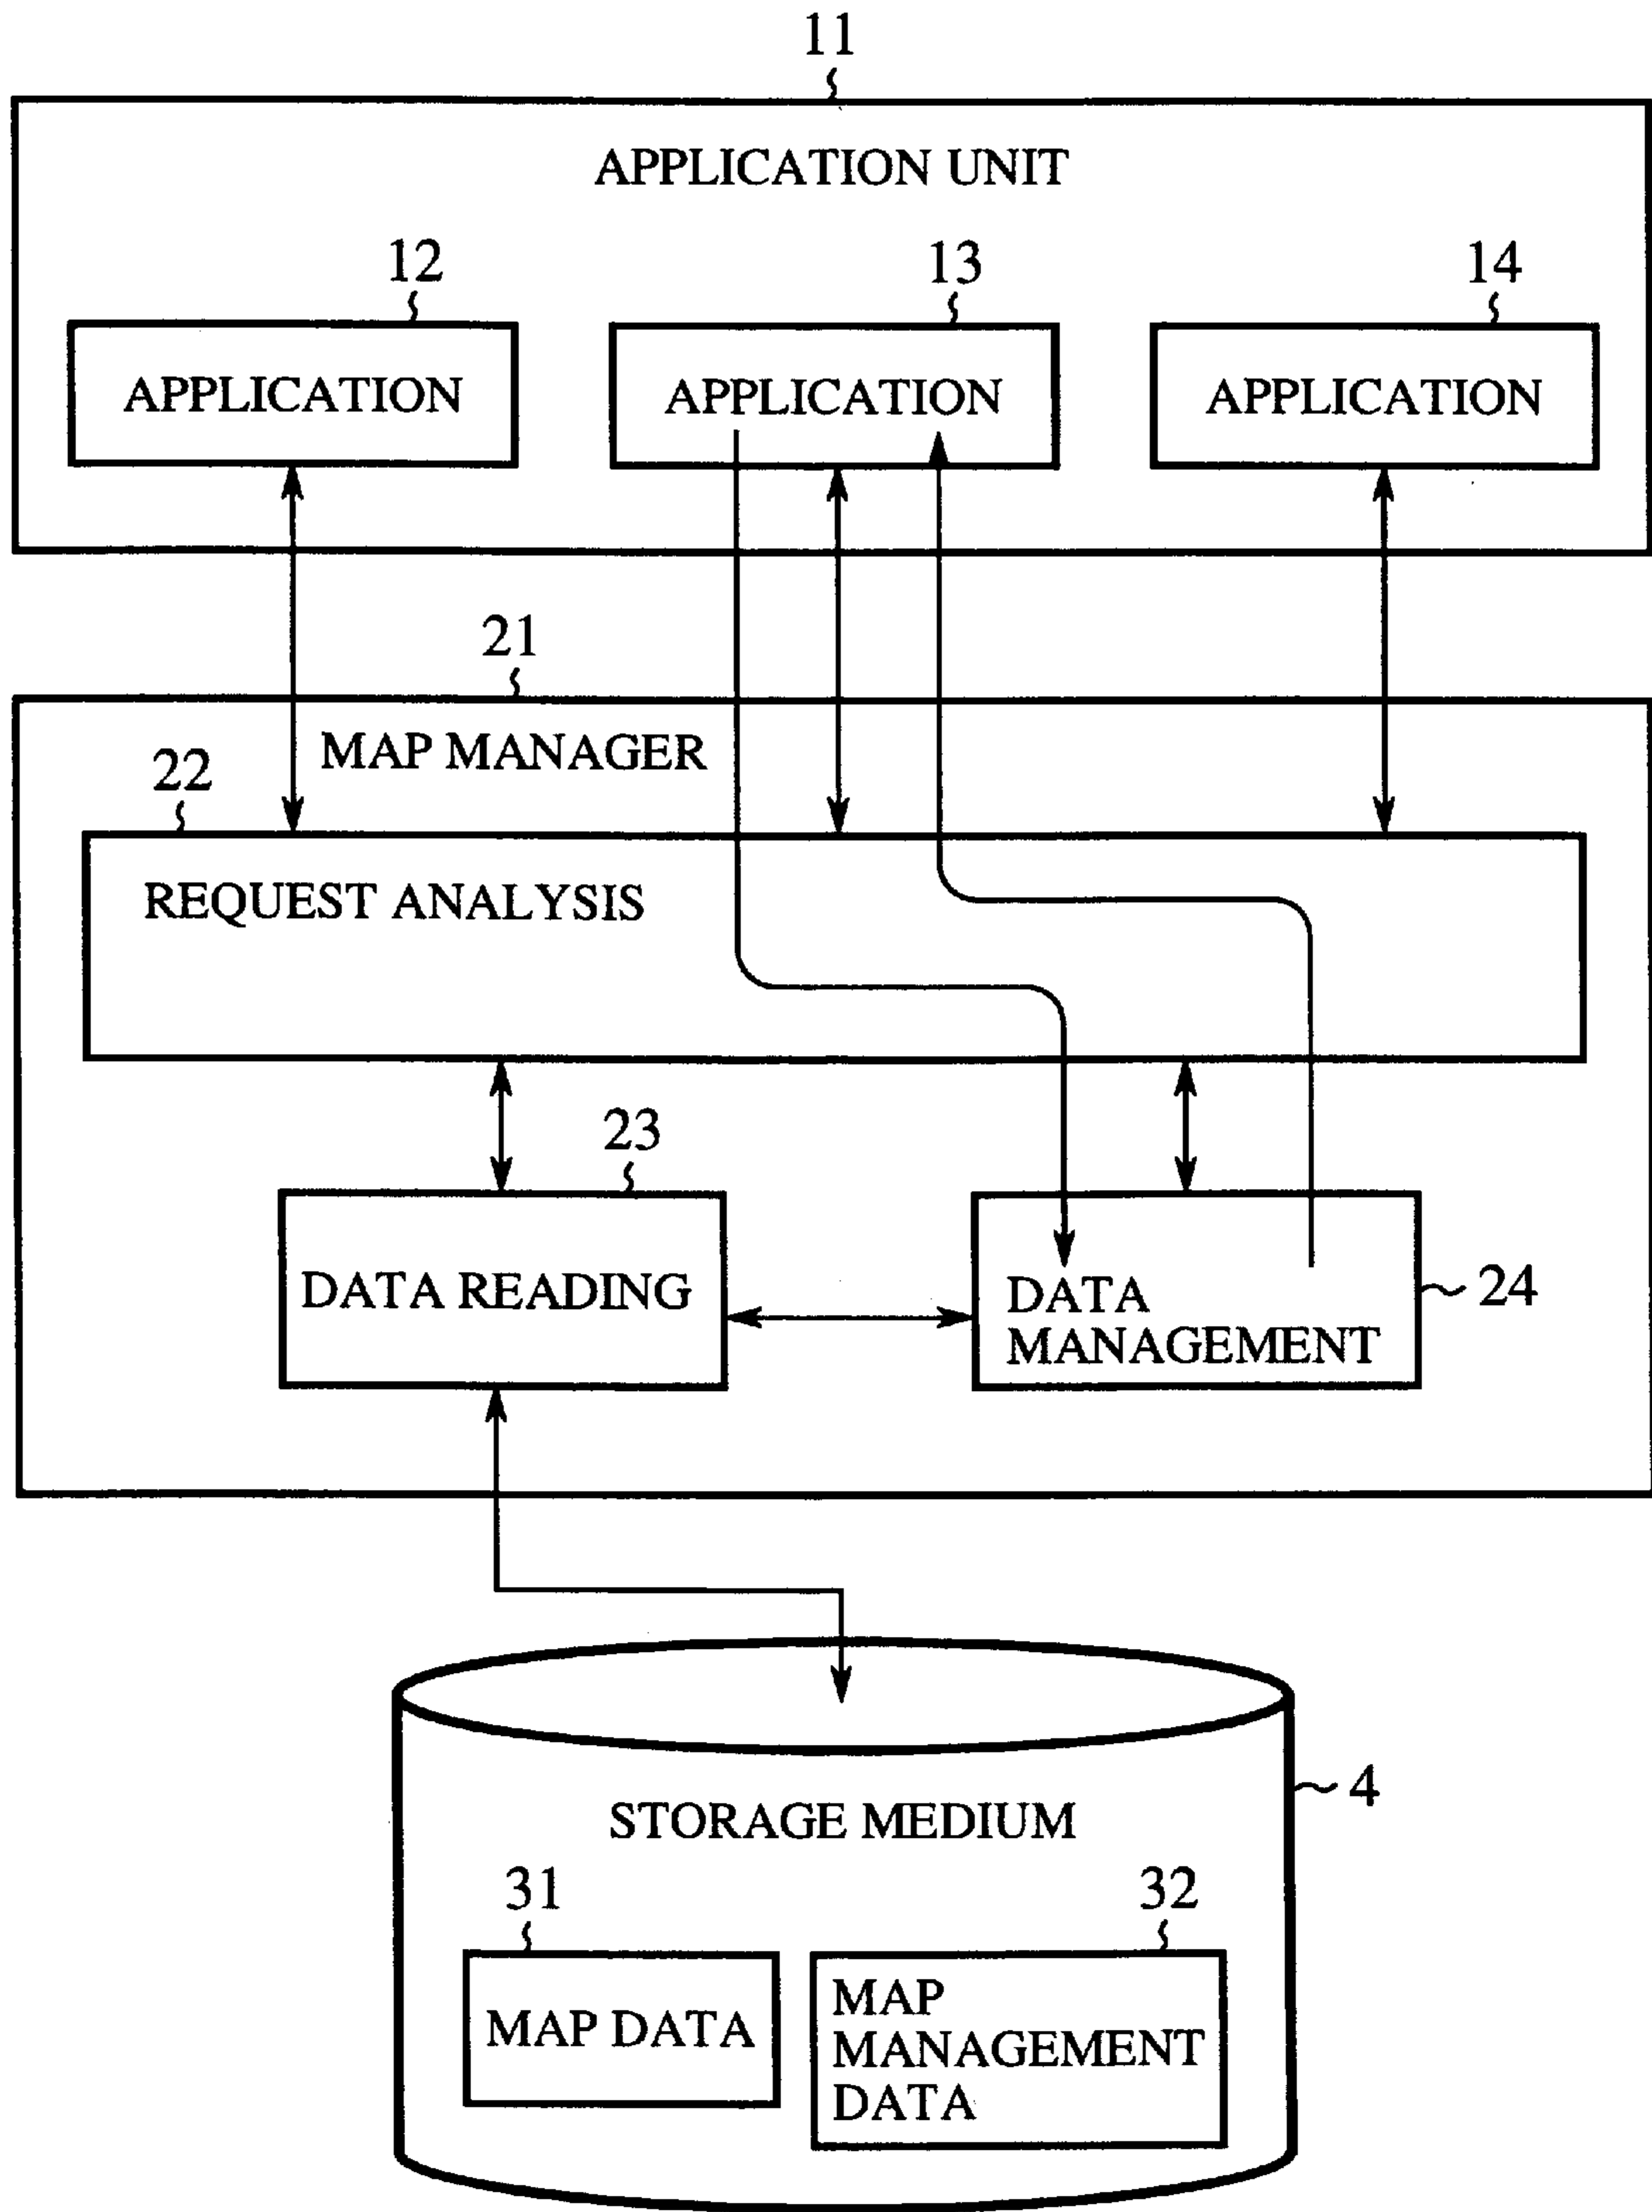 11
APPLICATION UNIT
12
13
14
APPLICATION
APPLICATION
APPLICATION
21
MAP MANAGER
22
REQUEST ANALYSIS
23
DATA READING
DATA
MANAGEMENT
24
4
STORAGE MEDIUM
31
32
MAP DATA
MAP
MANAGEMENT
DATA